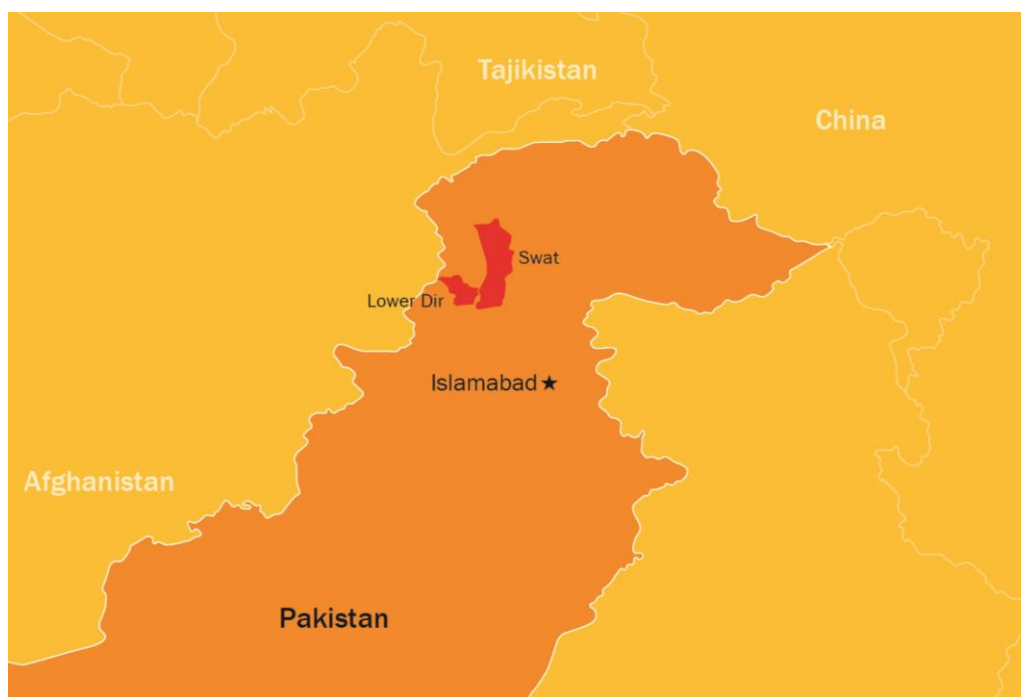 Tajikistan
China
Swat
Lower Dir
Islamabad
Afghanistan
Pakistan